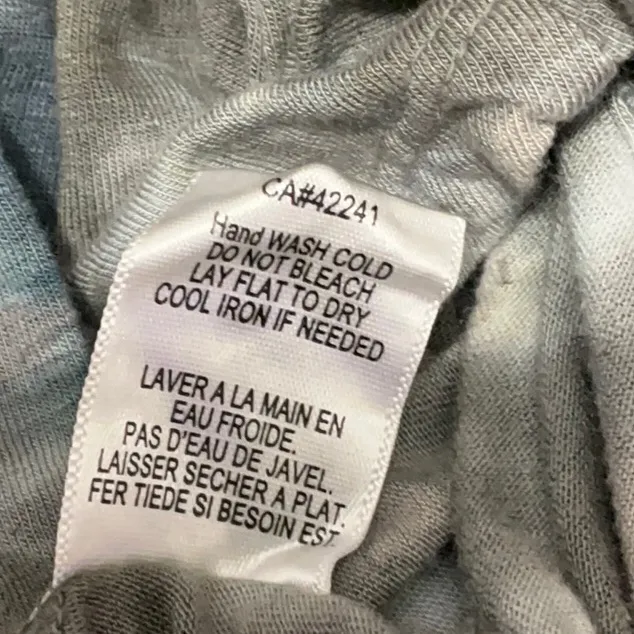 CA#42241
Hand WASH COLD
DO NOT BLEACH
LAY FLAT TO DRY
COOL IRON IF NEEDED
LAVER A LA MAIN EN
EAU FROIDE.
PAS D'EAU DE JAVEL.
LAISSER SECHER A PLAT.
FER TIEDE SI BESOIN EST.